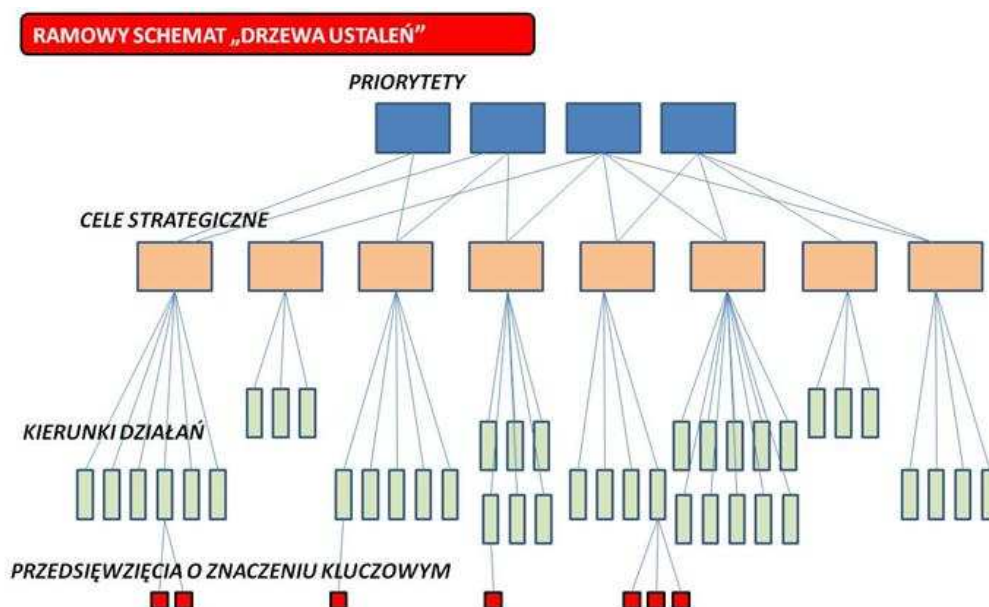 RAMOWY SCHEMAT „DRZEWA USTALEŃ”
PRIORYTETY
CELE STRATEGICZNE
KIERUNKI DZIAŁAŃ
PRZEDSIĘWZIĘCIA O ZNACZENIU KLUCZOWYM